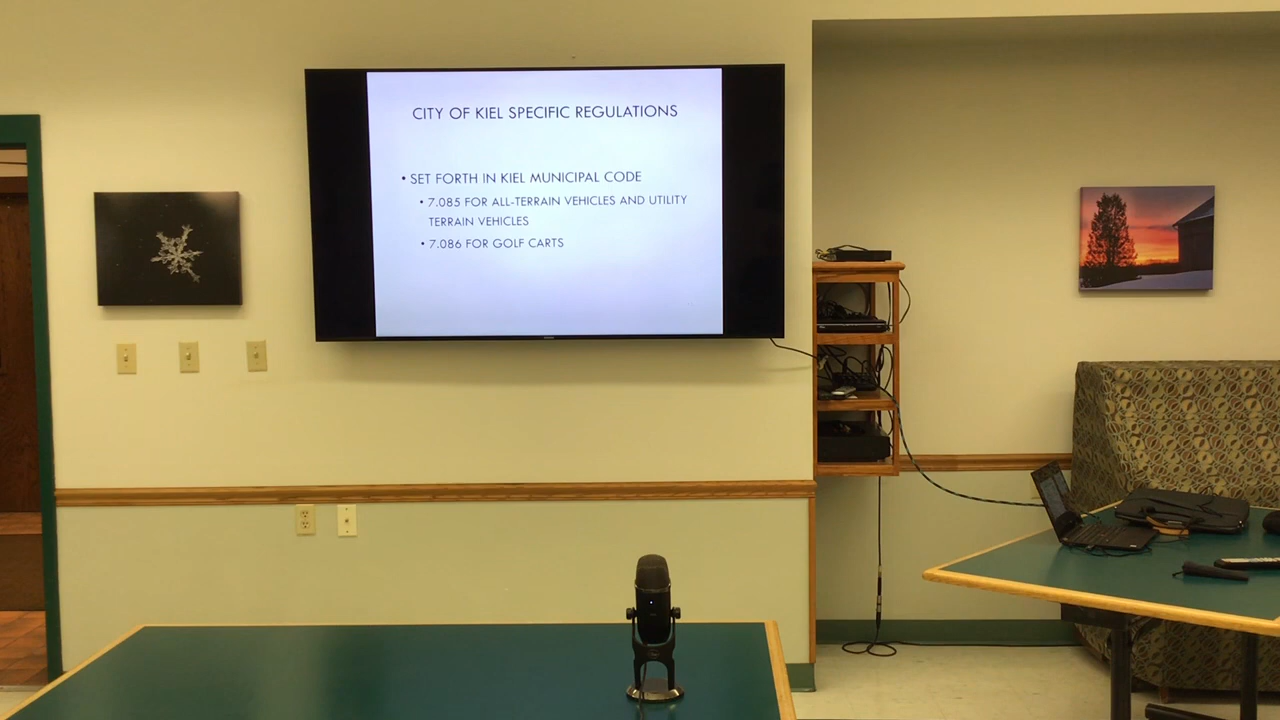 CITY OF KIEL SPECIFIC REGULATIONS
• SET FORTH IN KIEL MUNICIPAL CODE
• 7.085 FOR ALL-TERRAIN VEHICLES AND UTILITY
TERRAIN VEHICLES
• 7.086 FOR GOLF CARTS